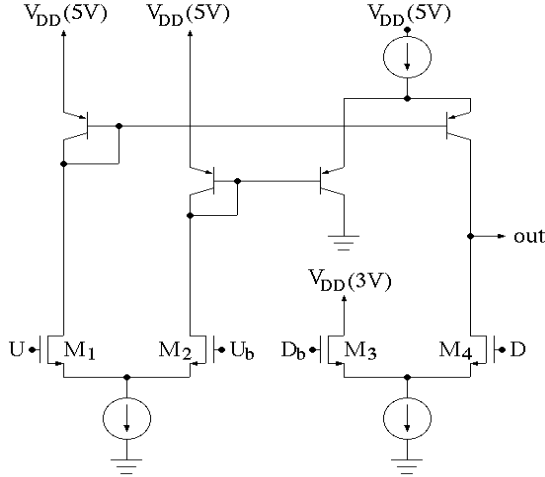 VDD(5V) VDD(5V) VDD(5V)
out
VDD(3V)
U M1 M2 Ub Db M3 M4 D